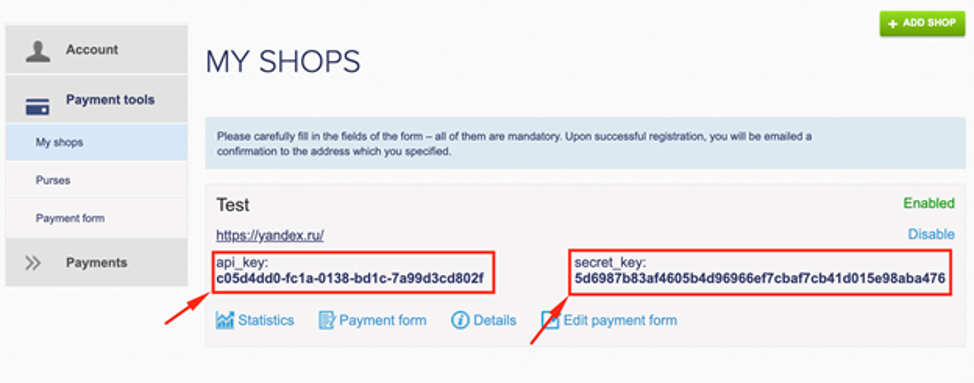 + ADD SHOP
Account
MY SHOPS
Payment tools
My shops
Please carefully fill in the fields of the form – all of them are mandatory. Upon successful registration, you will be emailed a
confirmation to the address which you specified.
Purses
Test
Enabled
Payment form
https://yandex.ru/
Disable
Payments
api_key:
c05d4dd0-fc1a-0138-bd1c-7a99d3cd802f
secret_key:
5d6987b83af4605b4d96966ef7cbaf7cb41d015e98aba476
Statistics
Payment form
Details
Edit payment form